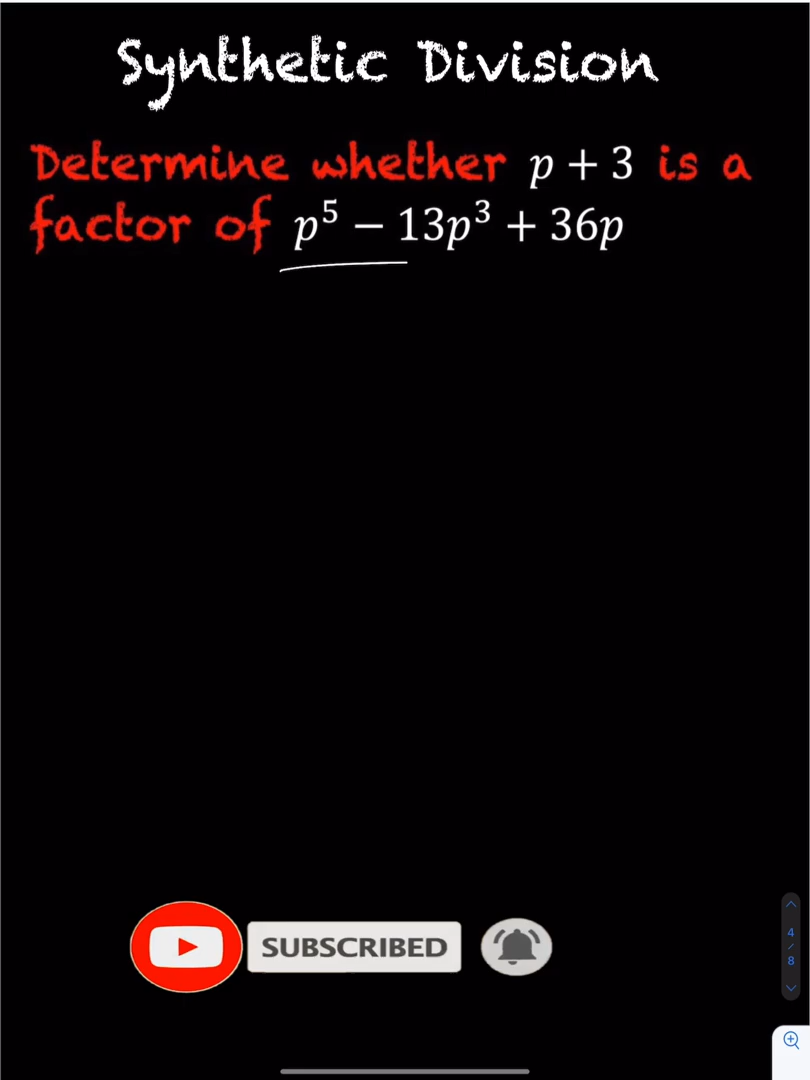 Synthetic Division
Determine whether p + 3 is a
factor of p⁵ − 13p³ + 36p
SUBSCRIBED
4
/
8